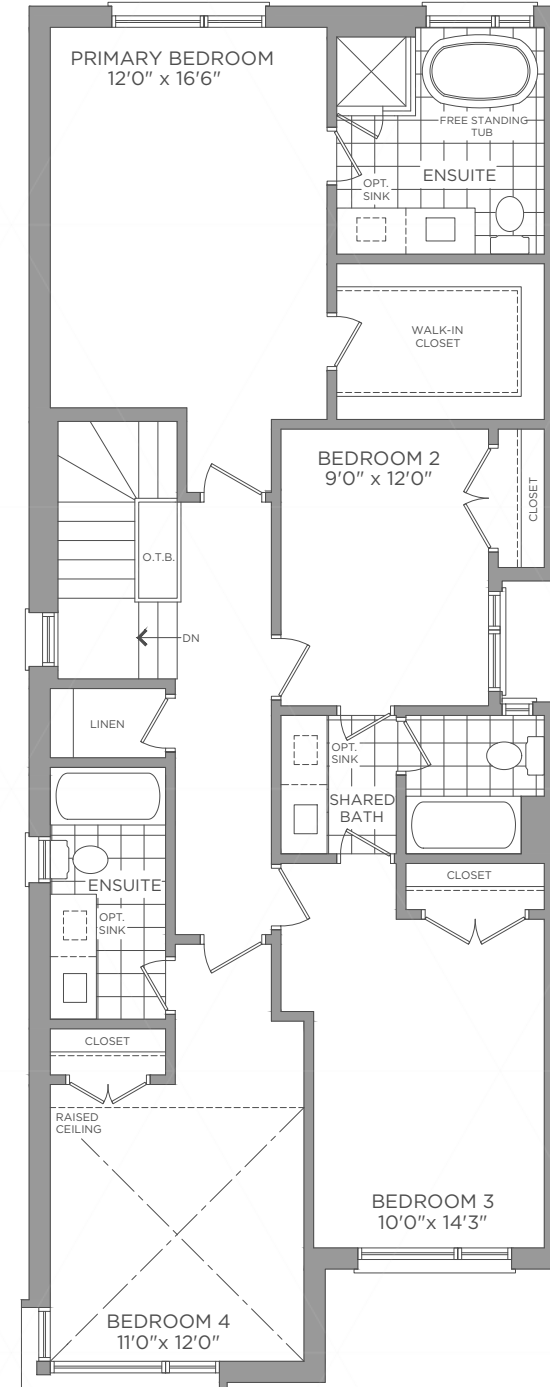 PRIMARY BEDROOM
12'0" x 16'6"
FREE STANDING
TUB
ENSUITE
OPT.
SINK
WALK-IN
CLOSET
BEDROOM 2
9'0" x 12'0"
CLOSET
O.T.B.
DN
LINEN
OPT.
SINK
SHARED
BATH
ENSUITE
OPT.
SINK
CLOSET
CLOSET
RAISED
CEILING
BEDROOM 3
10'0"x 14'3"
BEDROOM 4
11'0"x 12'0"